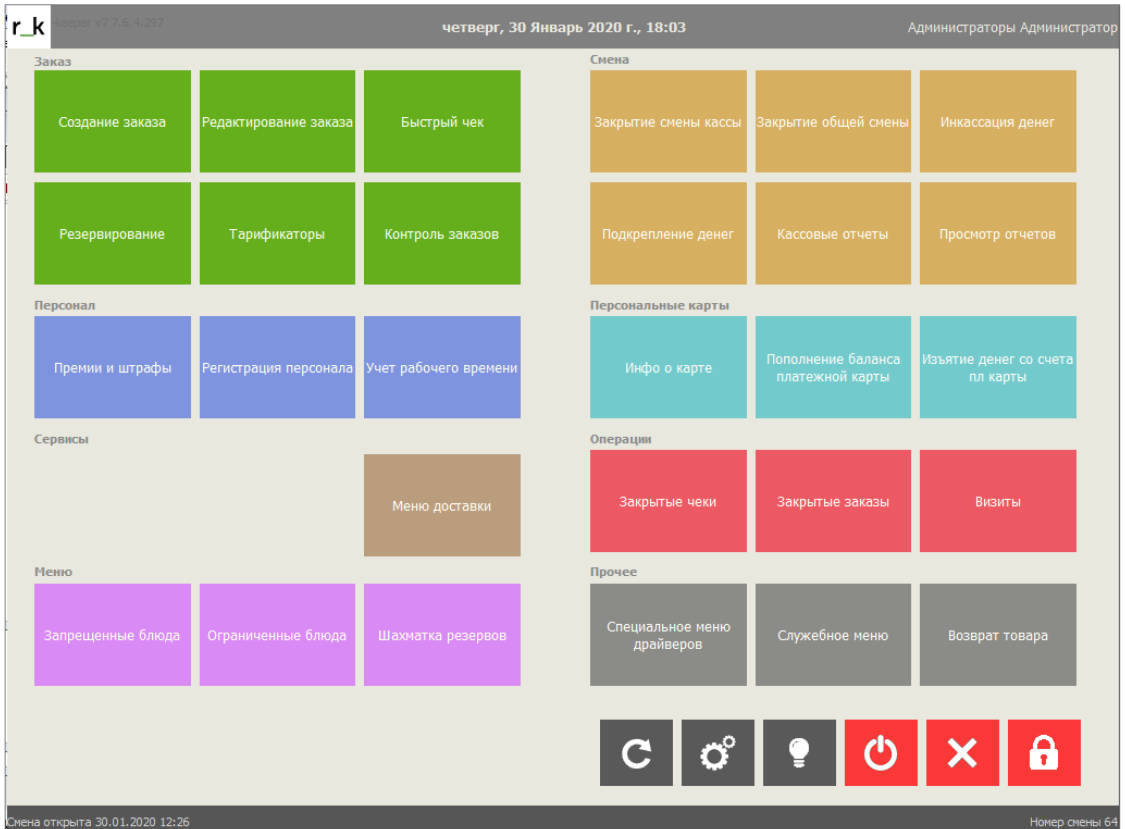 r_k
keeper v7 7.6.4.297
четверг, 30 Январь 2020 г., 18:03
Администраторы Администратор
Заказ
Создание заказа
Редактирование заказа
Быстрый чек
Резервирование
Тарификаторы
Контроль заказов
Смена
Закрытие смены кассы
Закрытие общей смены
Инкассация денег
Подкрепление денег
Кассовые отчеты
Просмотр отчетов
Персонал
Премии и штрафы
Регистрация персонала
Учет рабочего времени
Персональные карты
Инфо о карте
Пополнение баланса
платежной карты
Изъятие денег со счета
пл карты
Сервисы
Меню доставки
Операции
Закрытые чеки
Закрытые заказы
Визиты
Меню
Запрещенные блюда
Ограниченные блюда
Шахматка резервов
Прочее
Специальное меню
драйверов
Служебное меню
Возврат товара
Смена открыта 30.01.2020 12:26
Номер смены 64